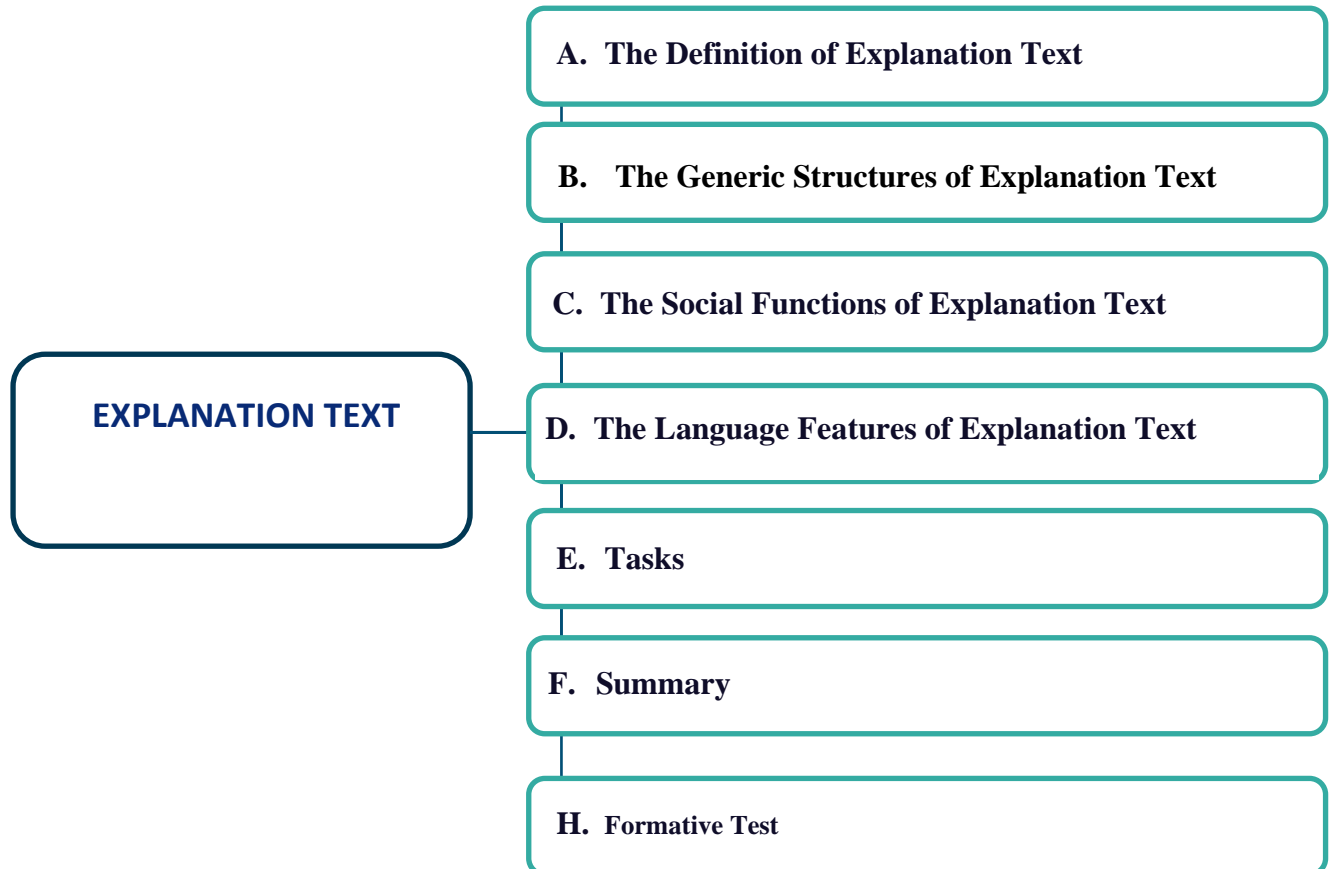 EXPLANATION TEXT
A. The Definition of Explanation Text
B. The Generic Structures of Explanation Text
C. The Social Functions of Explanation Text
D. The Language Features of Explanation Text
E. Tasks
F. Summary
H. Formative Test